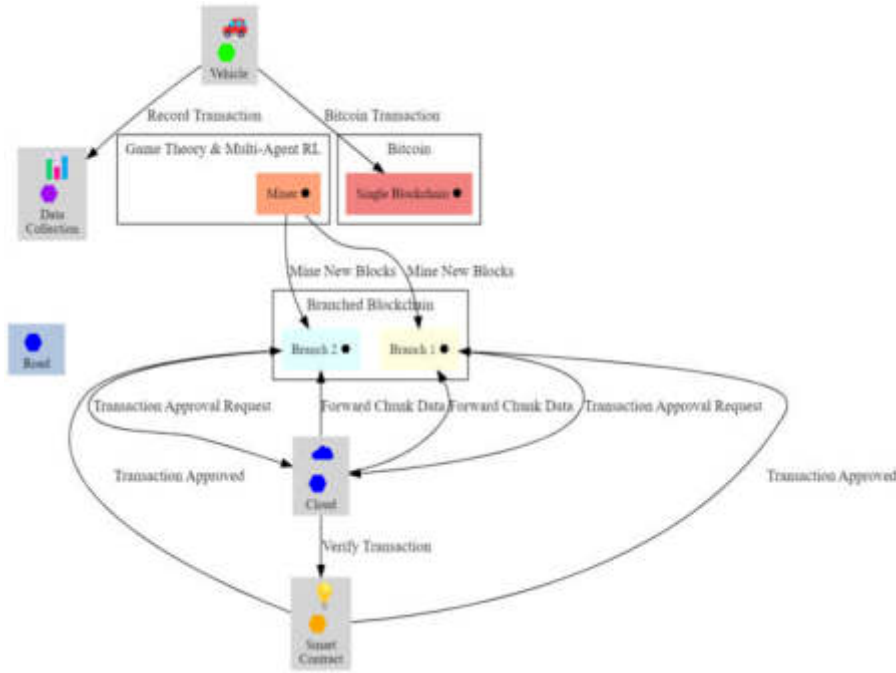 Vehicle
Record Transaction
Bitcoin Transaction
Game Theory & Multi-Agent RL
Bitcoin
Miner
Single Blockchain
Data
Collection
Mine New Blocks
Mine New Blocks
Branched Blockchain
Branch 2
Branch 1
Road
Transaction Approval Request
Forward Chunk Data
Forward Chunk Data
Transaction Approval Request
Transaction Approved
Transaction Approved
Cloud
Verify Transaction
Smart
Contract